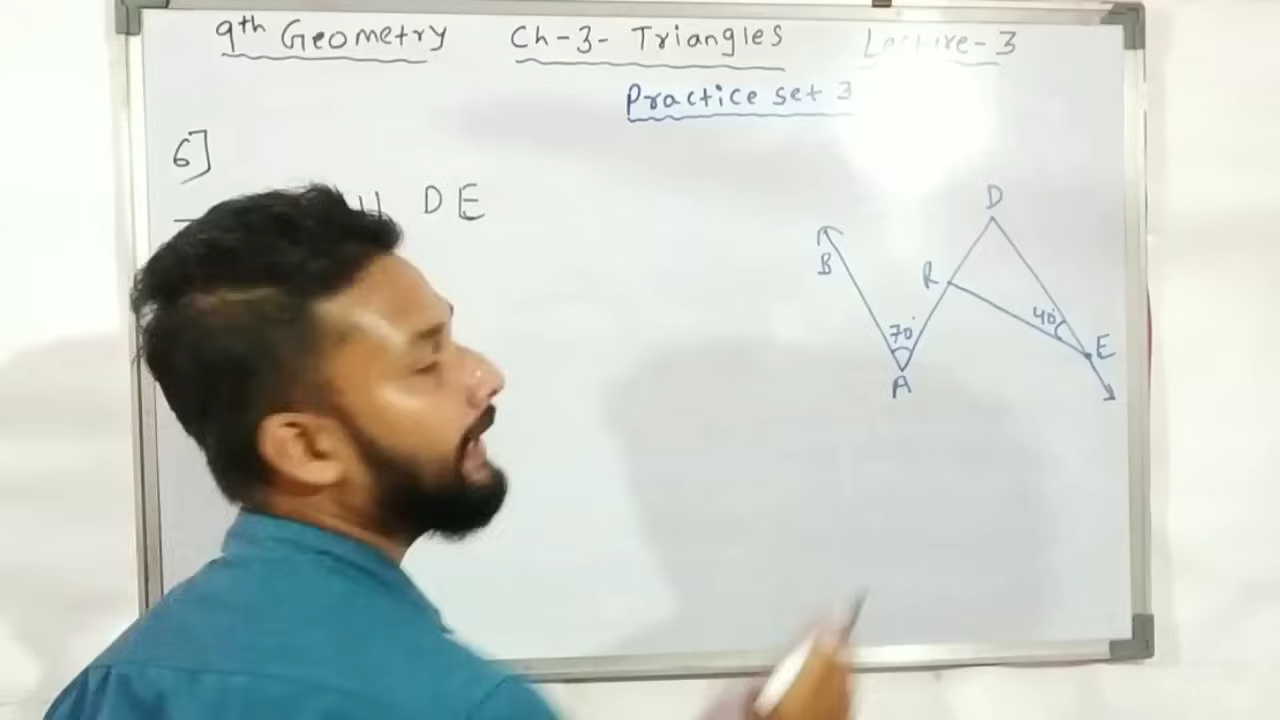 9th Geometry Ch-3- Triangles Lecture-3
Practice set 3
6]
|| DE
D
B
R
70°
40°
E
A